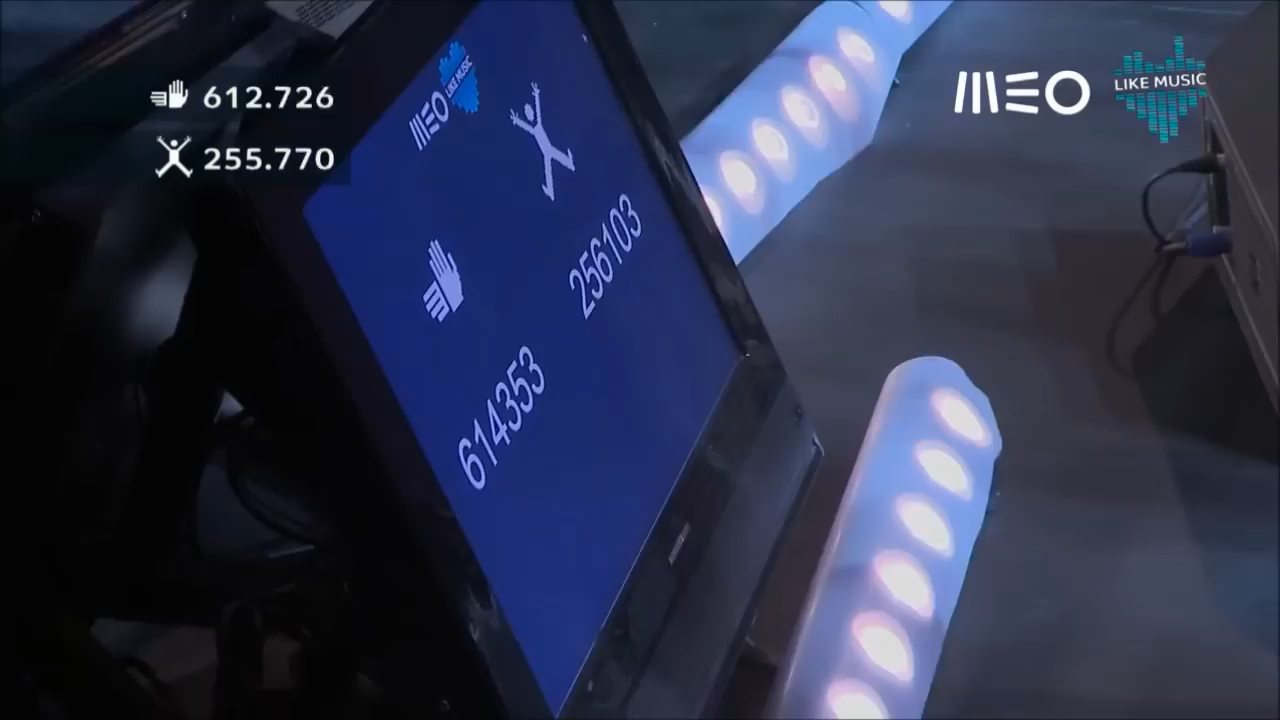 612.726
255.770
MEO
LIKE MUSIC
MEO
LIKE MUSIC
256103
614353